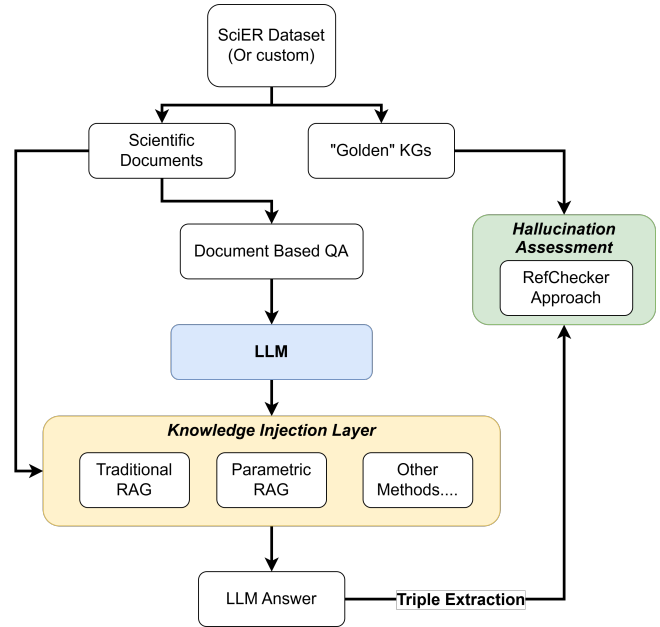 SciER Dataset
(Or custom)
Scientific
Documents
"Golden" KGs
Hallucination
Assessment
RefChecker
Approach
Document Based QA
LLM
Knowledge Injection Layer
Traditional
RAG
Parametric
RAG
Other
Methods....
LLM Answer
Triple Extraction